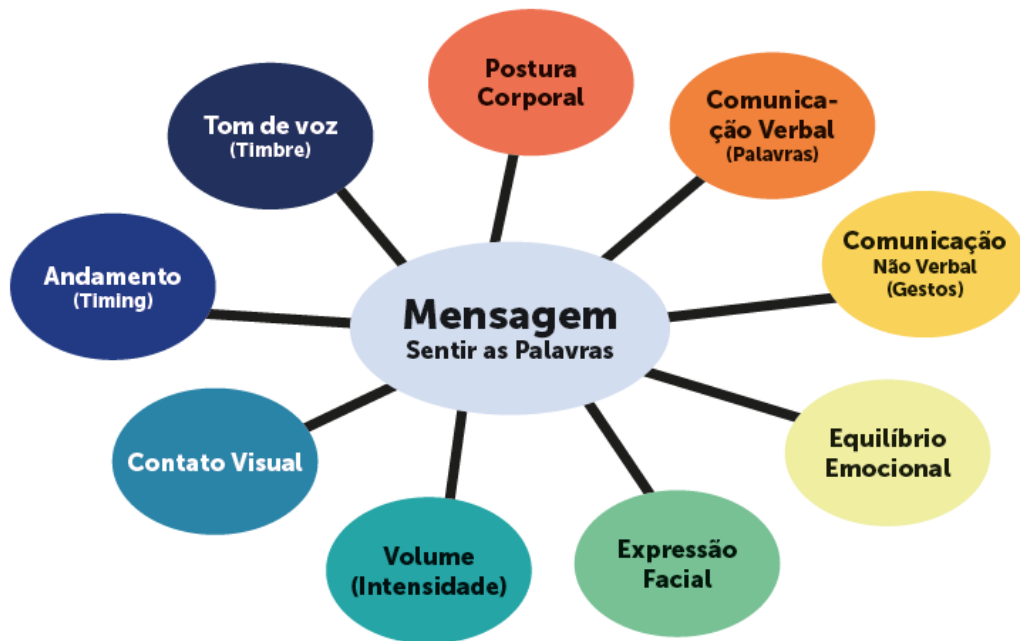 Postura
Corporal
Comunica-
ção Verbal
(Palavras)
Comunicação
Não Verbal
(Gestos)
Equilíbrio
Emocional
Expressão
Facial
Volume
(Intensidade)
Contato Visual
Andamento
(Timing)
Tom de voz
(Timbre)
Mensagem
Sentir as Palavras